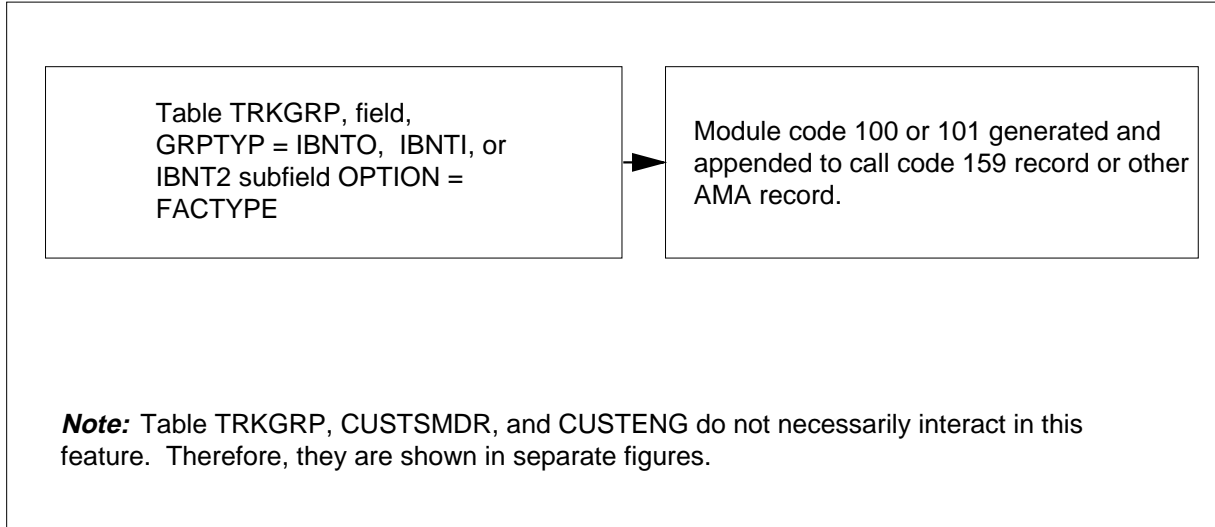 Table TRKGRP, field,
GRPTYP = IBNTO,  IBNTI, or
IBNT2 subfield OPTION =
FACTYPE
Module code 100 or 101 generated and
appended to call code 159 record or other
AMA record.
Note: Table TRKGRP, CUSTSMDR, and CUSTENG do not necessarily interact in this
feature.  Therefore, they are shown in separate figures.